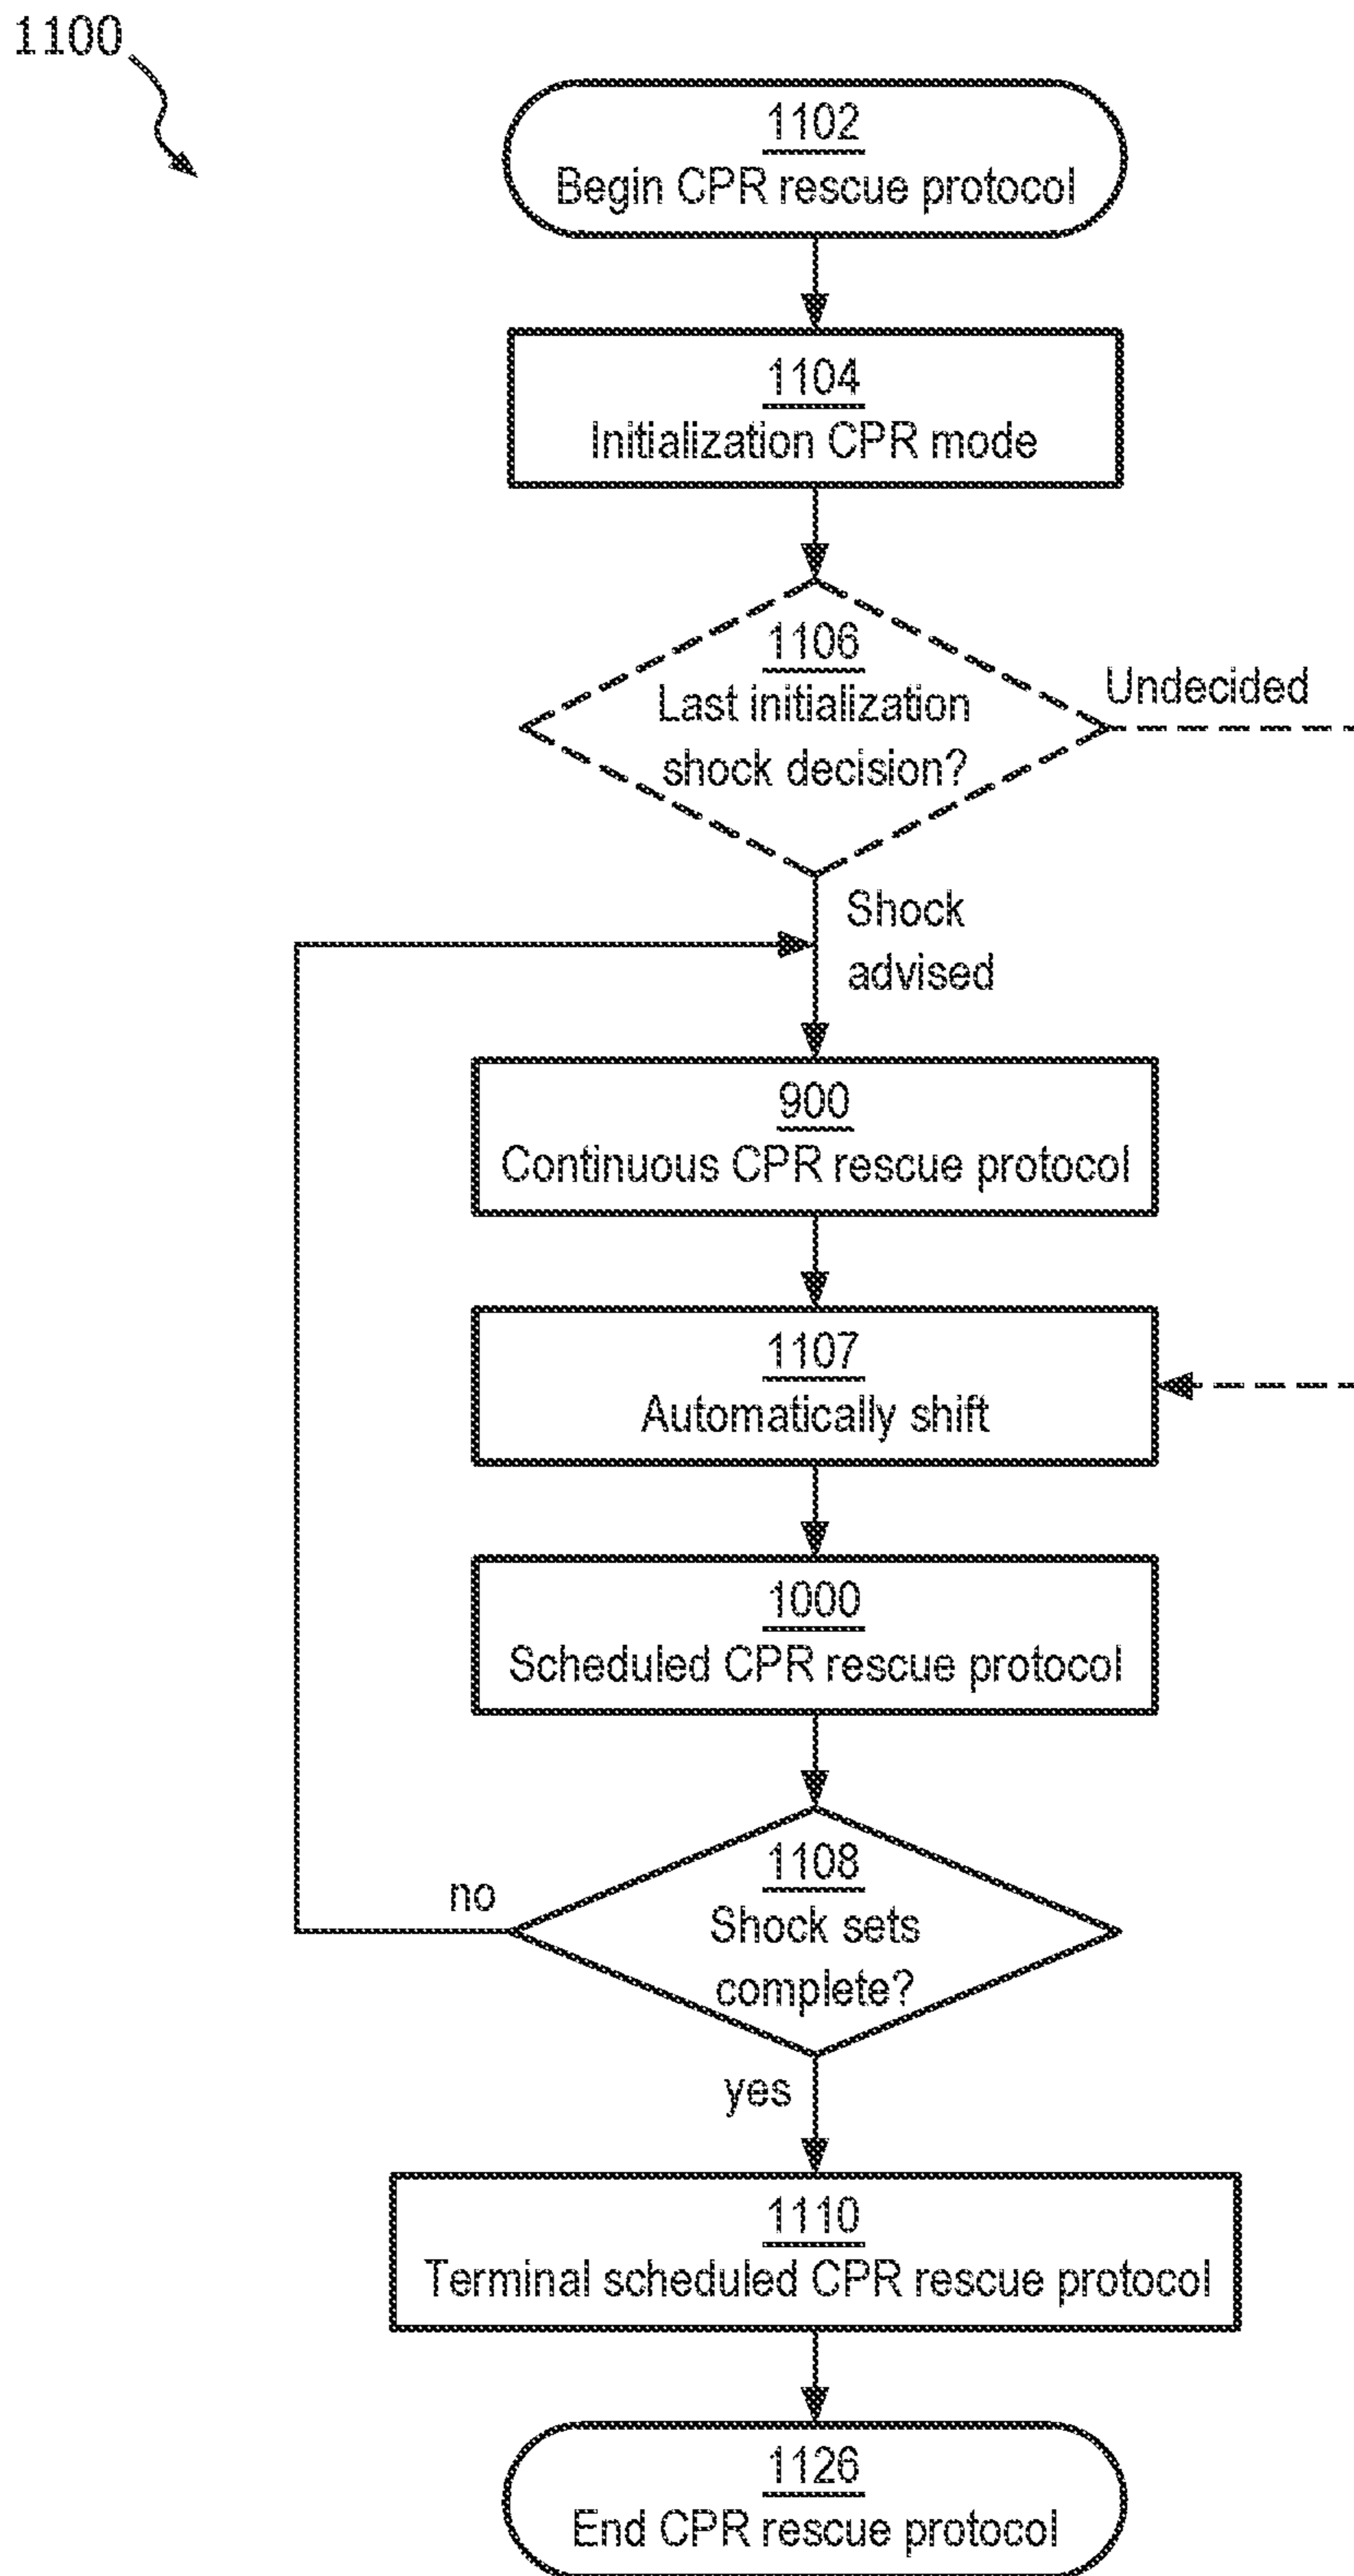 1100
1102
Begin CPR rescue protocol
1104
Initialization CPR mode
1106
Last initialization
shock decision?
Undecided
Shock
advised
900
Continuous CPR rescue protocol
1107
Automatically shift
1000
Scheduled CPR rescue protocol
1108
Shock sets
complete?
no
yes
1110
Terminal scheduled CPR rescue protocol
1126
End CPR rescue protocol